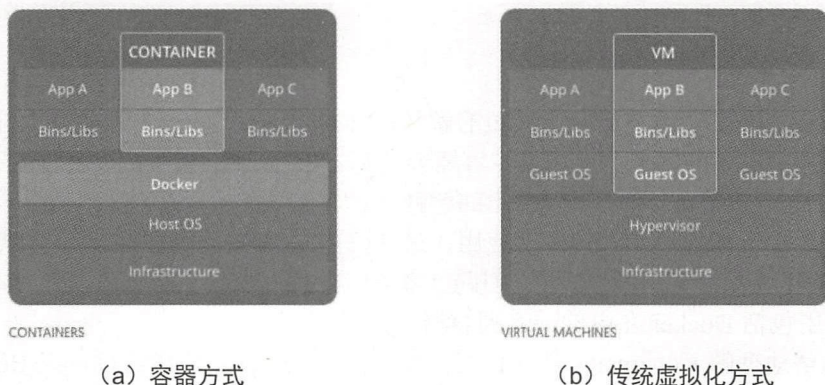 CONTAINER
App A App B App C
Bins/Libs Bins/Libs Bins/Libs
Docker
Host OS
Infrastructure
CONTAINERS
(a) 容器方式
VM
App A App B App C
Bins/Libs Bins/Libs Bins/Libs
Guest OS Guest OS Guest OS
Hypervisor
Infrastructure
VIRTUAL MACHINES
(b) 传统虚拟化方式